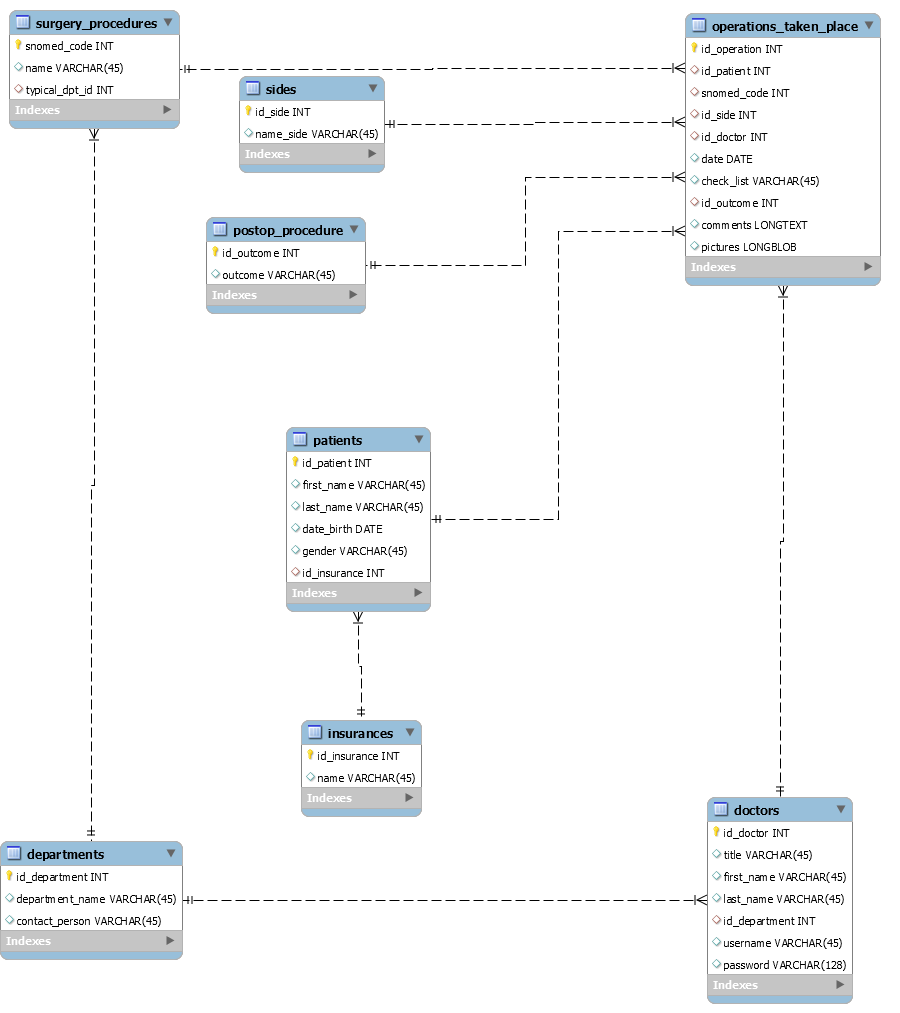 surgery_procedures
snomed_code INT
name VARCHAR(45)
typical_dpt_id INT
Indexes
sides
id_side INT
name_side VARCHAR(45)
Indexes
postop_procedure
id_outcome INT
outcome VARCHAR(45)
Indexes
operations_taken_place
id_operation INT
id_patient INT
snomed_code INT
id_side INT
id_doctor INT
date DATE
check_list VARCHAR(45)
id_outcome INT
comments LONGTEXT
pictures LONGBLOB
Indexes
patients
id_patient INT
first_name VARCHAR(45)
last_name VARCHAR(45)
date_birth DATE
gender VARCHAR(45)
id_insurance INT
Indexes
insurances
id_insurance INT
name VARCHAR(45)
Indexes
departments
id_department INT
department_name VARCHAR(45)
contact_person VARCHAR(45)
Indexes
doctors
id_doctor INT
title VARCHAR(45)
first_name VARCHAR(45)
last_name VARCHAR(45)
id_department INT
username VARCHAR(45)
password VARCHAR(128)
Indexes